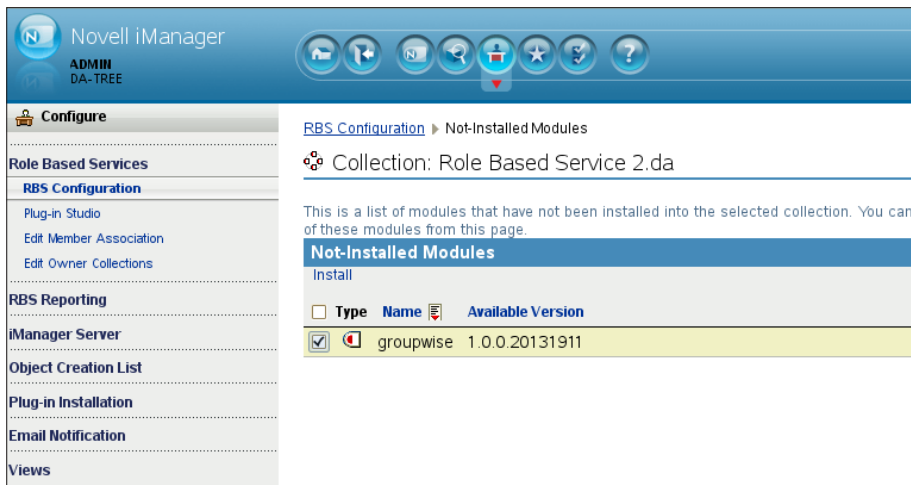 Novell iManager
ADMIN
DA-TREE
Configure
Role Based Services
RBS Configuration
Plug-in Studio
Edit Member Association
Edit Owner Collections
RBS Reporting
iManager Server
Object Creation List
Plug-in Installation
Email Notification
Views
RBS Configuration Not-Installed Modules
Collection: Role Based Service 2.da
This is a list of modules that have not been installed into the selected collection. You can
of these modules from this page.
Not-Installed Modules
Install
Type Name Available Version
groupwise 1.0.0.20131911